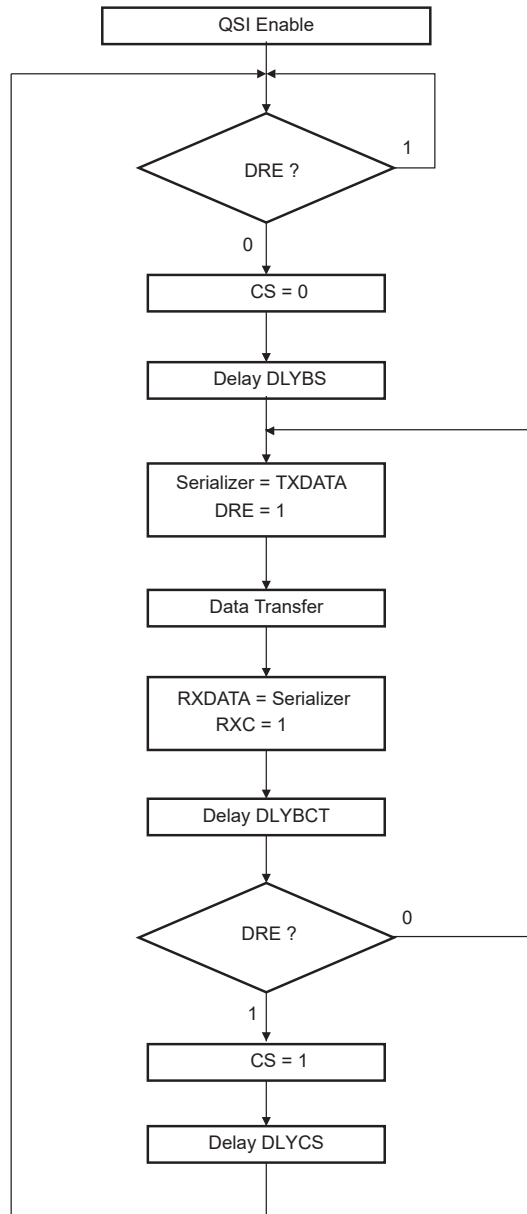 QSI Enable
1
DRE ?
0
CS = 0
Delay DLYBS
Serializer = TXDATA
DRE = 1
Data Transfer
RXDATA = Serializer
RXC = 1
Delay DLYBCT
0
DRE ?
1
CS = 1
Delay DLYCS